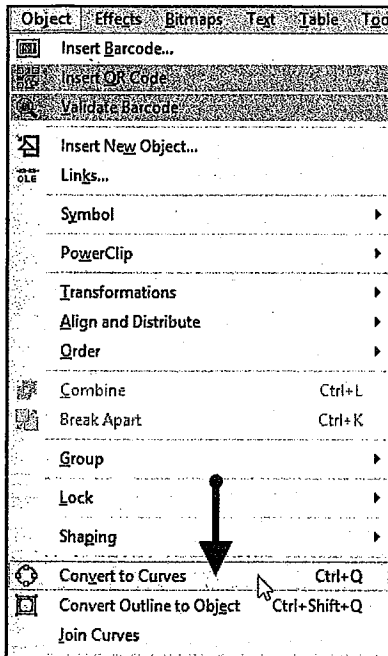 Object Effects Bitmaps Text Table
Insert Barcode...
Insert QR Code
Validate Barcode
Insert New Object...
OLE Links...
Symbol
PowerClip
Transformations
Align and Distribute
Order
Combine Ctrl+L
Break Apart Ctrl+K
Group
Lock
Shaping
Convert to Curves Ctrl+Q
Convert Outline to Object Ctrl+Shift+Q
Join Curves